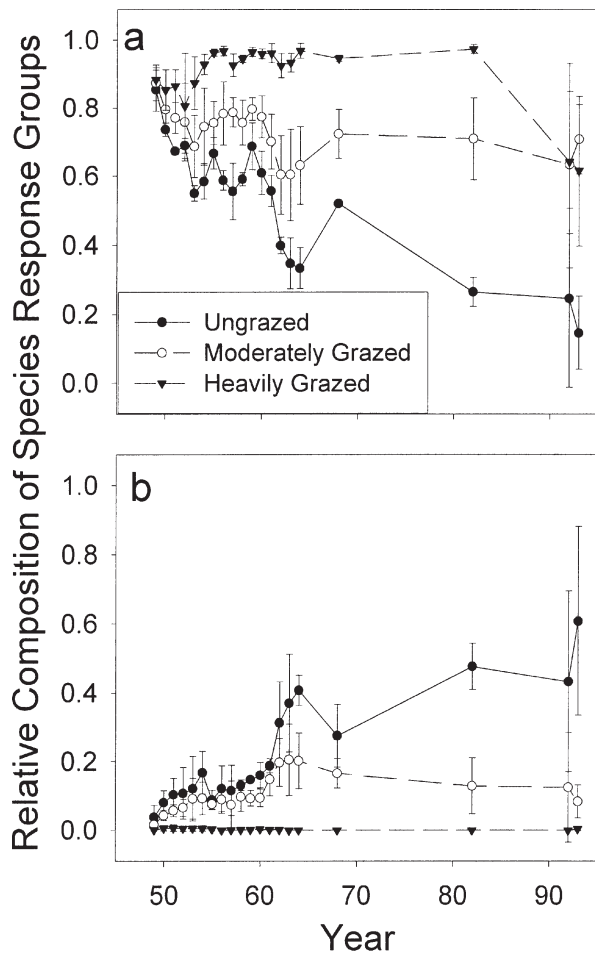 Relative Composition of Species Response Groups
a
1.0
0.8
0.6
0.4
0.2
0.0
Ungrazed
Moderately Grazed
Heavily Grazed
b
1.0
0.8
0.6
0.4
0.2
0.0
50 60 70 80 90
Year